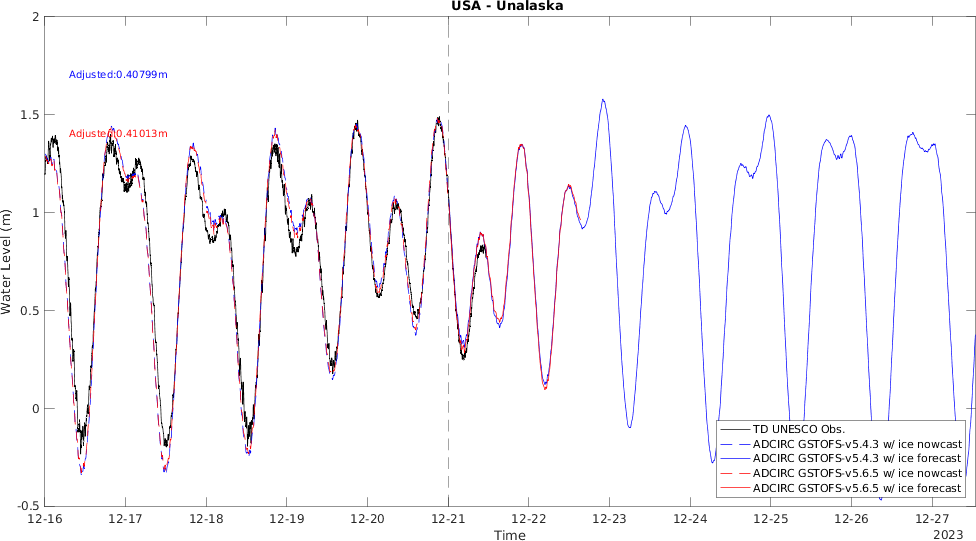 USA - Unalaska
2
1.5
1
0.5
0
-0.5
Water Level (m)
Adjusted:0.40799m
Adjusted:0.41013m
TD UNESCO Obs.
ADCIRC GSTOFS-v5.4.3 w/ ice nowcast
ADCIRC GSTOFS-v5.4.3 w/ ice forecast
ADCIRC GSTOFS-v5.6.5 w/ ice nowcast
ADCIRC GSTOFS-v5.6.5 w/ ice forecast
12-16 12-17 12-18 12-19 12-20 12-21 12-22 12-23 12-24 12-25 12-26 12-27
Time
2023